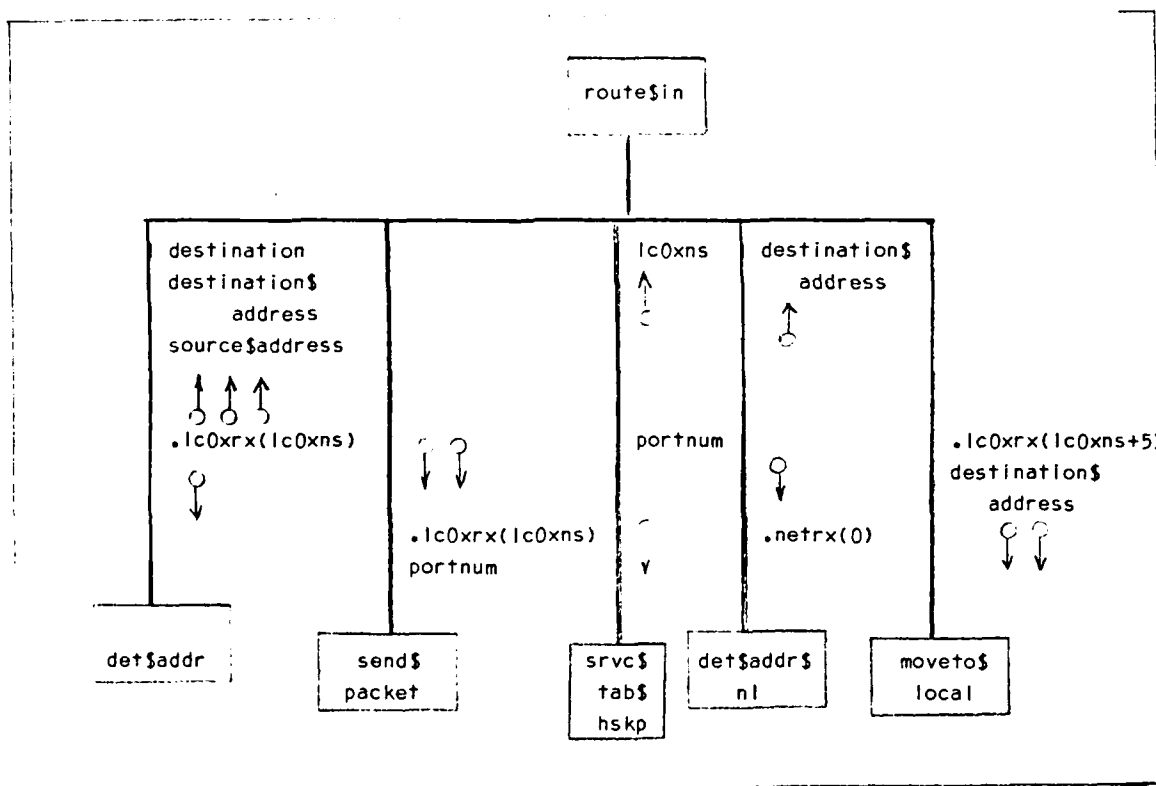 route$in
destination
destination$
address
source$address
.lc0xrx(lc0xns)
.lc0xrx(lc0xns)
portnum
lc0xns
portnum
destination$
address
.netrx(0)
.lc0xrx(lc0xns+5)
destination$
address
det$addr
send$
packet
srvc$
tab$
hskp
det$addr$
nl
moveto$
local